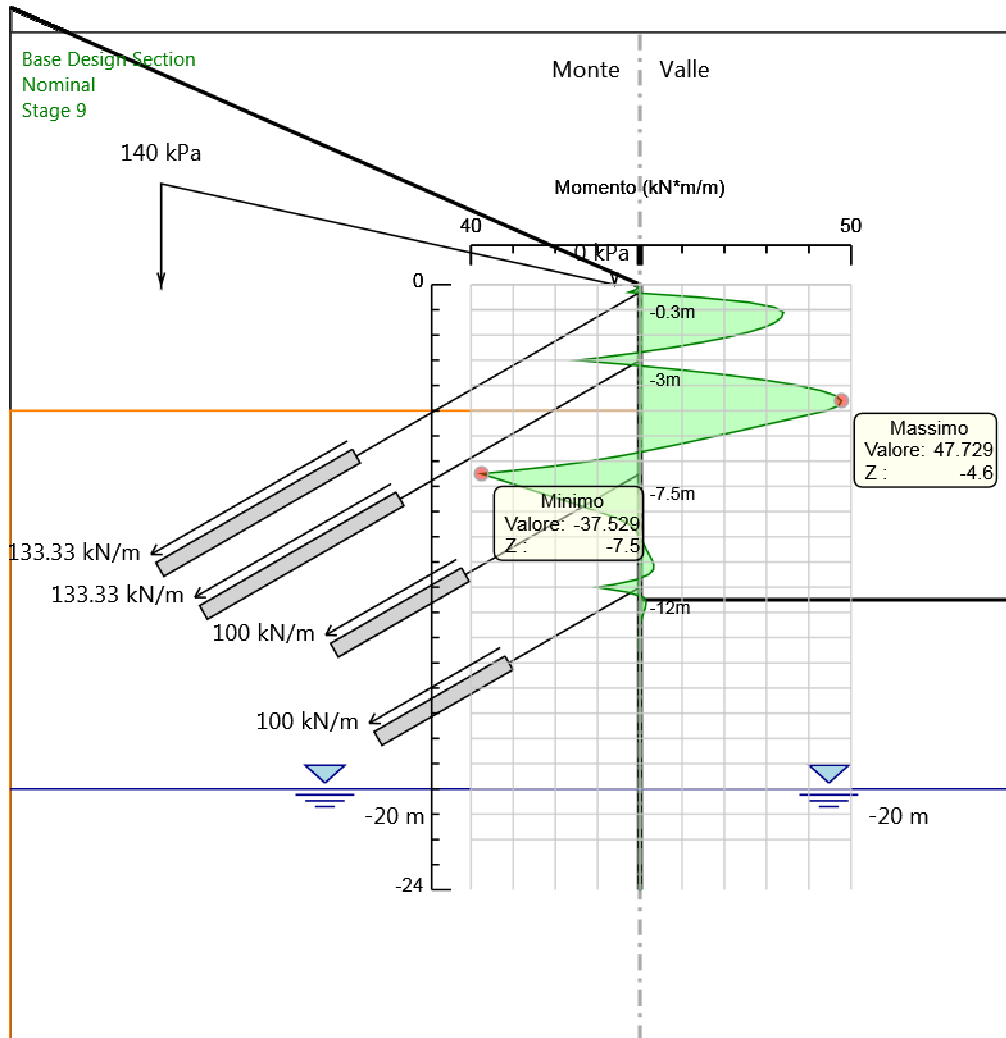 Base Design Section
Nominal
Stage 9
Monte
Valle
140 kPa
Momento (kN*m/m)
40
50
0 kPa
0
-0.3m
-3m
Massimo
Valore: 47.729
Z : -4.6
-7.5m
Minimo
Valore: -37.529
Z : -7.5
133.33 kN/m
133.33 kN/m
-12m
100 kN/m
100 kN/m
-20 m
-20 m
-24